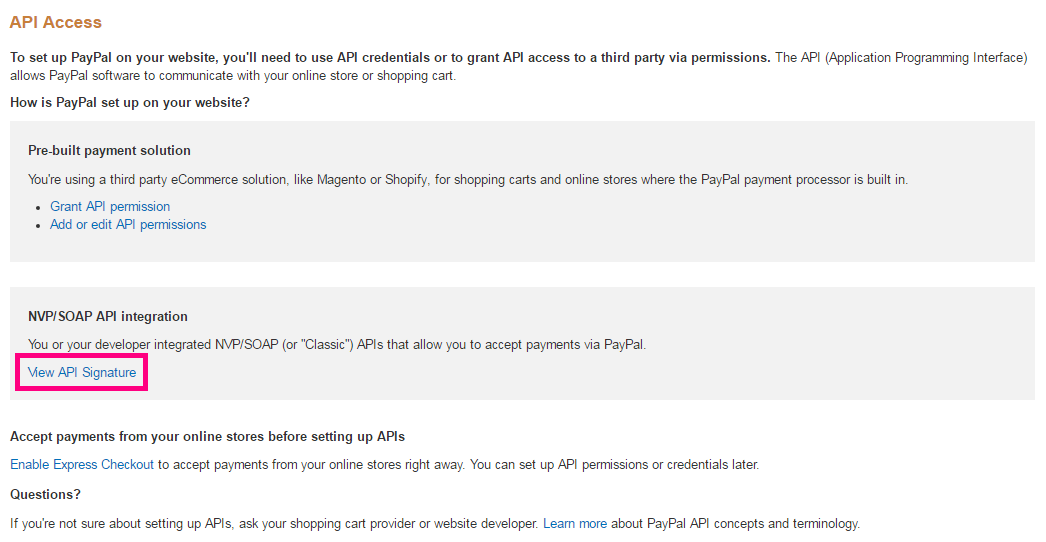 API Access
To set up PayPal on your website, you'll need to use API credentials or to grant API access to a third party via permissions. The API (Application Programming Interface)
allows PayPal software to communicate with your online store or shopping cart.
How is PayPal set up on your website?
Pre-built payment solution
You're using a third party eCommerce solution, like Magento or Shopify, for shopping carts and online stores where the PayPal payment processor is built in.
• Grant API permission
• Add or edit API permissions
NVP/SOAP API integration
You or your developer integrated NVP/SOAP (or "Classic") APIs that allow you to accept payments via PayPal.
View API Signature
Accept payments from your online stores before setting up APIs
Enable Express Checkout to accept payments from your online stores right away. You can set up API permissions or credentials later.
Questions?
If you're not sure about setting up APIs, ask your shopping cart provider or website developer. Learn more about PayPal API concepts and terminology.